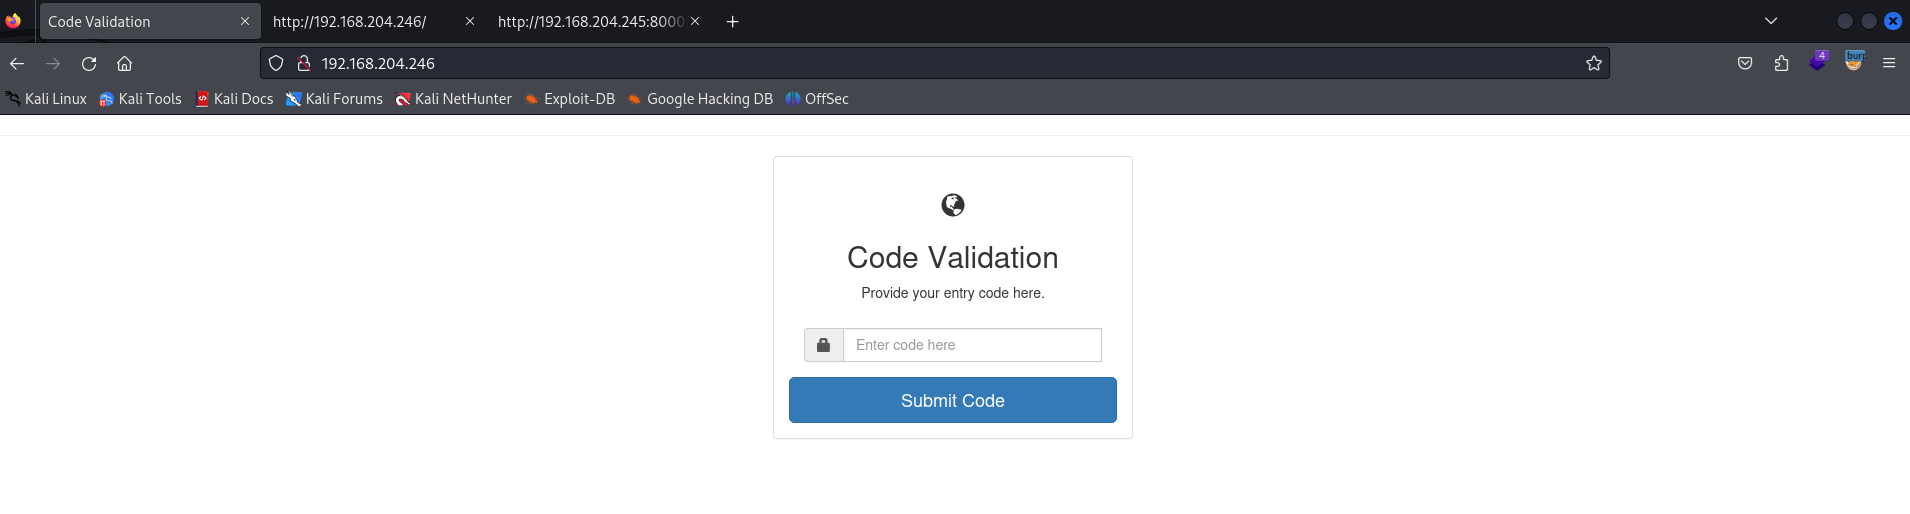 Code Validation
http://192.168.204.246/
http://192.168.204.245:8000
192.168.204.246
4
Kali Linux
Kali Tools
Kali Docs
Kali Forums
Kali NetHunter
Exploit-DB
Google Hacking DB
OffSec
Code Validation
Provide your entry code here.
Enter code here
Submit Code